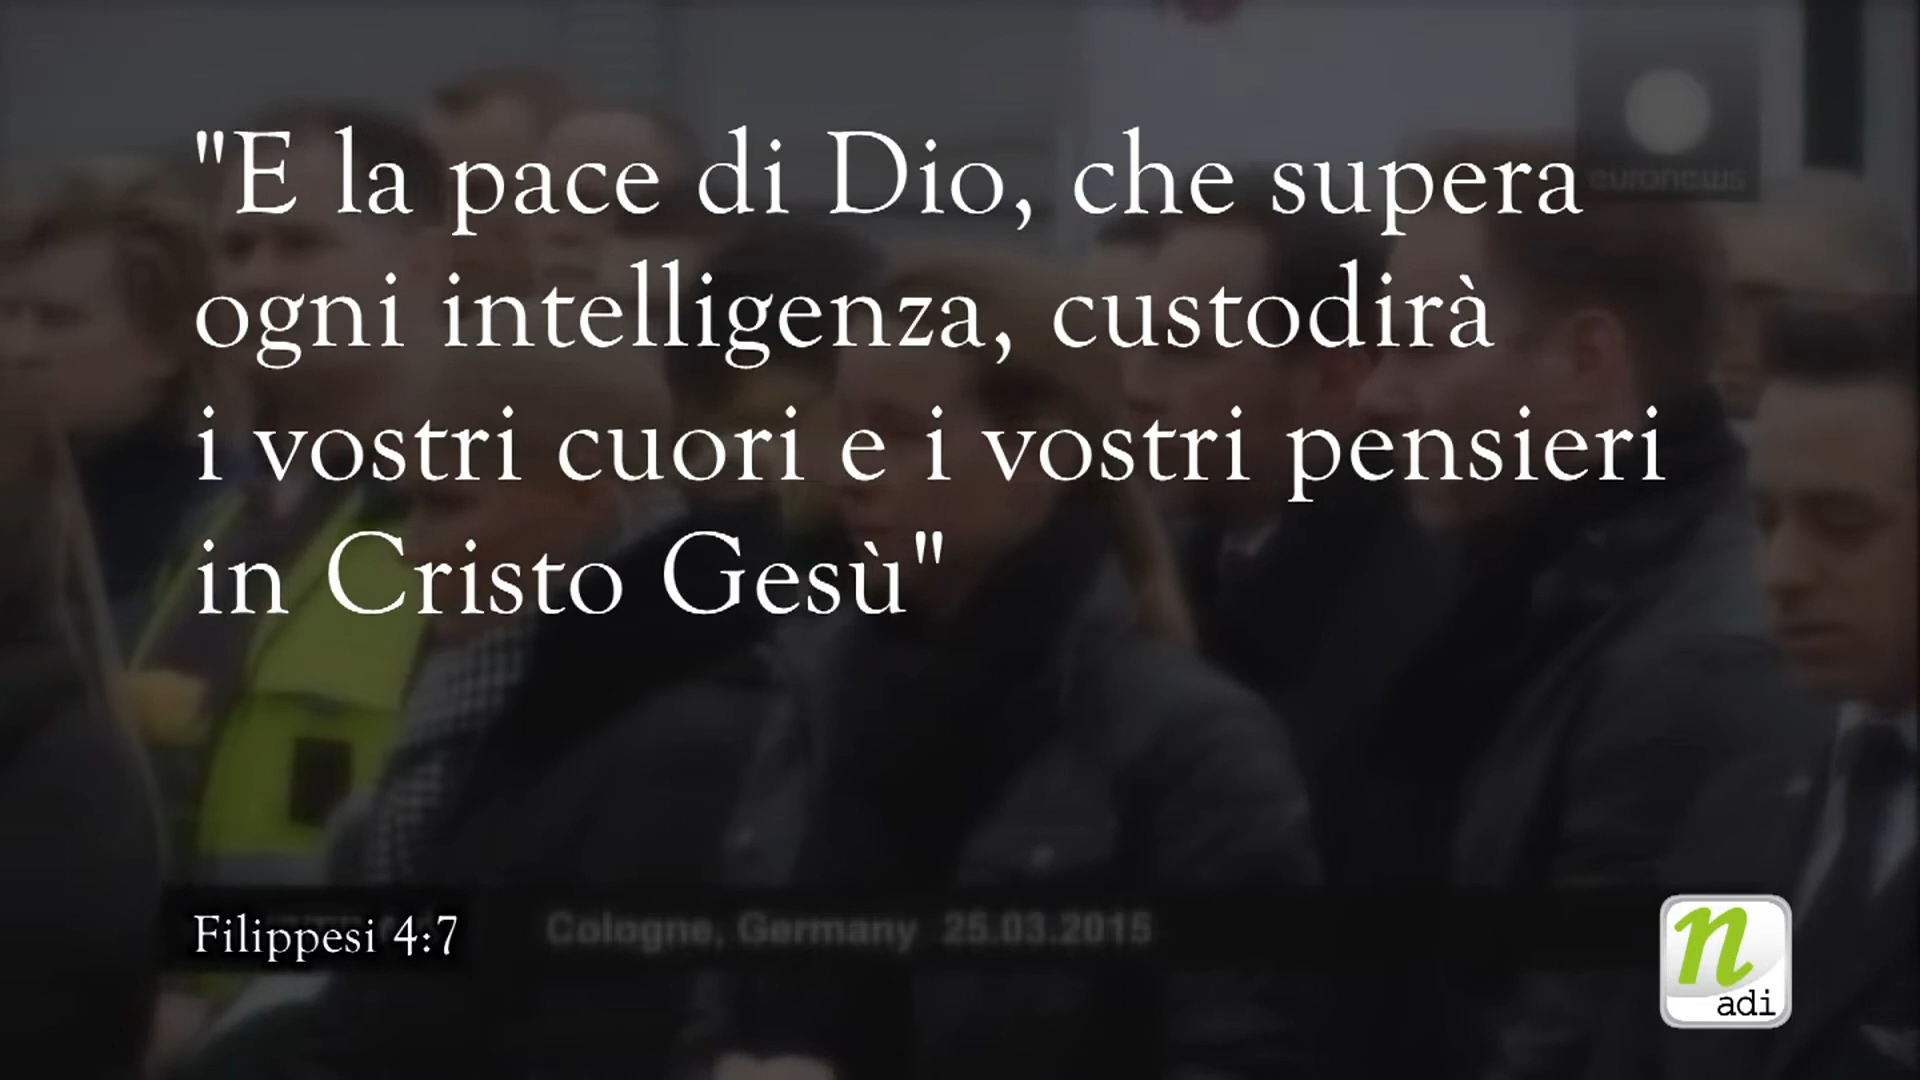 "E la pace di Dio, che supera
ogni intelligenza, custodirà
i vostri cuori e i vostri pensieri
in Cristo Gesù"
euronews
Filippesi 4:7
Cologne, Germany 25.03.2015
n
adi